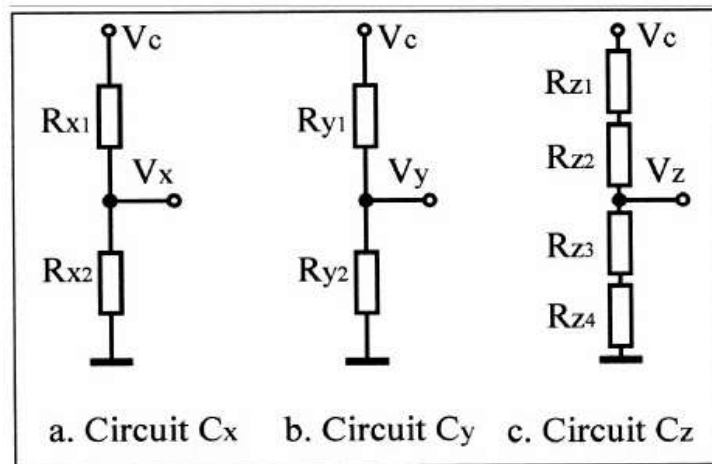 Vc
Vc
Vc
Rz1
Rx1
Ry1
Rz2
Vx
Vy
Vz
Rx2
Ry2
Rz3
Rz4
a. Circuit Cx
b. Circuit Cy
c. Circuit Cz